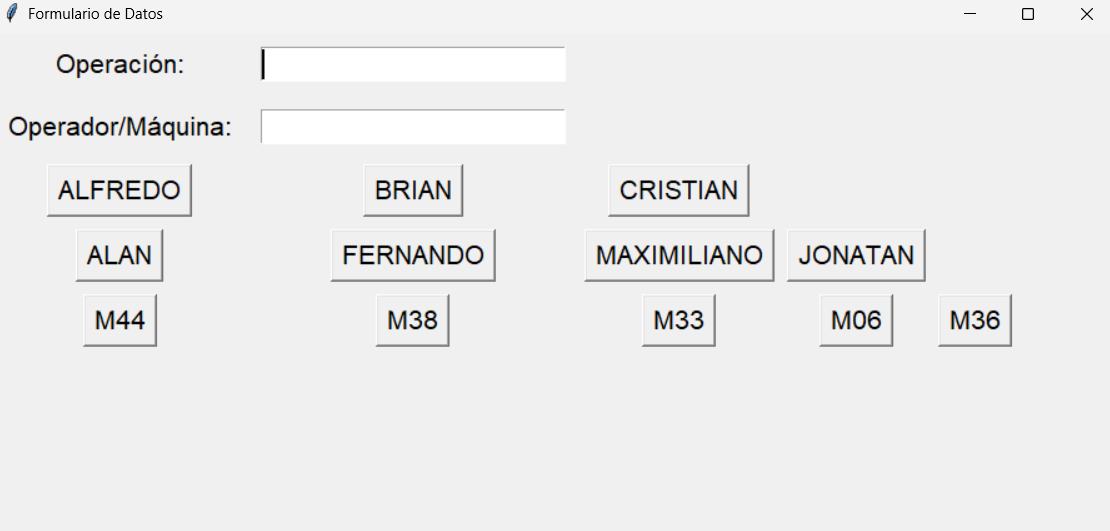 Formulario de Datos
Operación:
Operador/Máquina:
ALFREDO BRIAN CRISTIAN
ALAN FERNANDO MAXIMILIANO JONATAN
M44 M38 M33 M06 M36